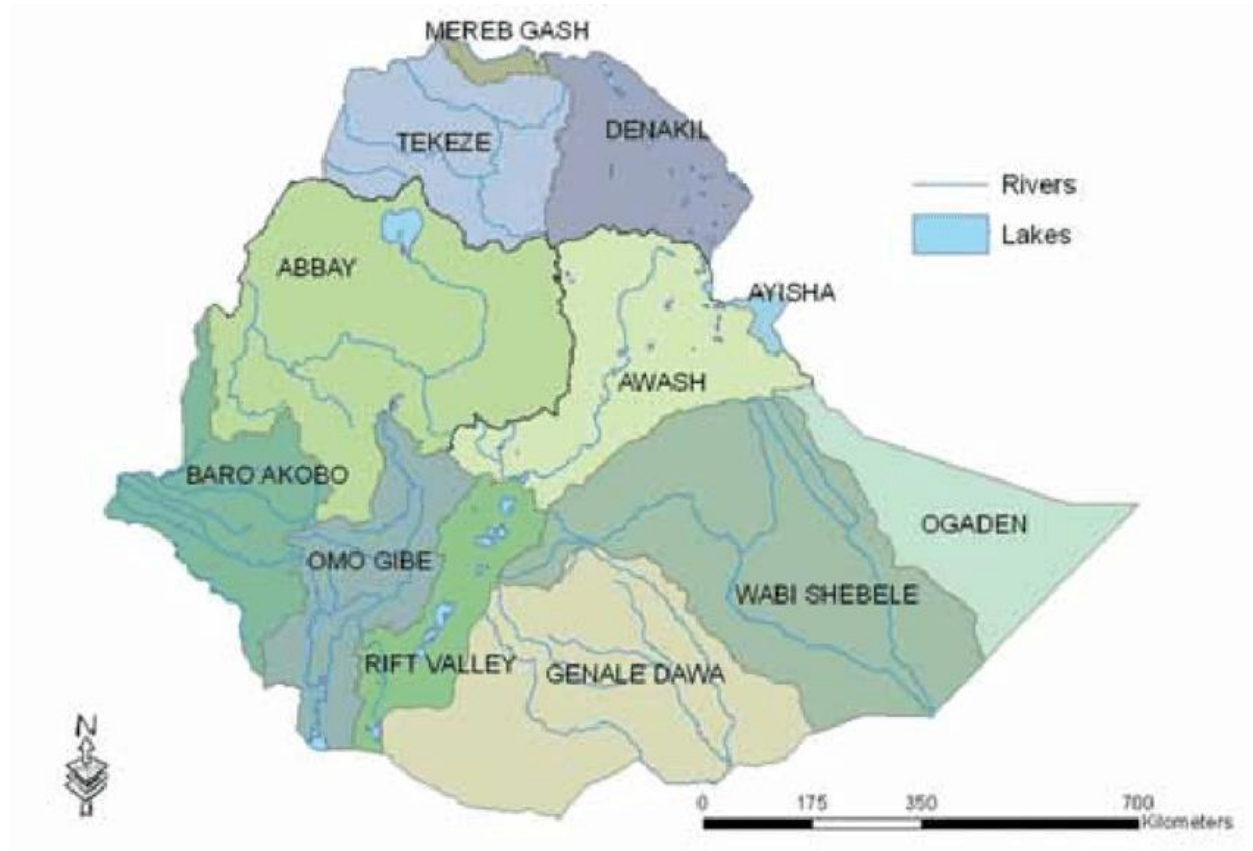 MEREB GASH
TEKEZE
DENAKIL
Rivers
Lakes
ABBAY
AYISHA
AWASH
BARO AKOBO
OGADEN
OMO GIBE
WABI SHEBELE
RIFT VALLEY
GENALE DAWA
N
0 175 350 700
Kilometers